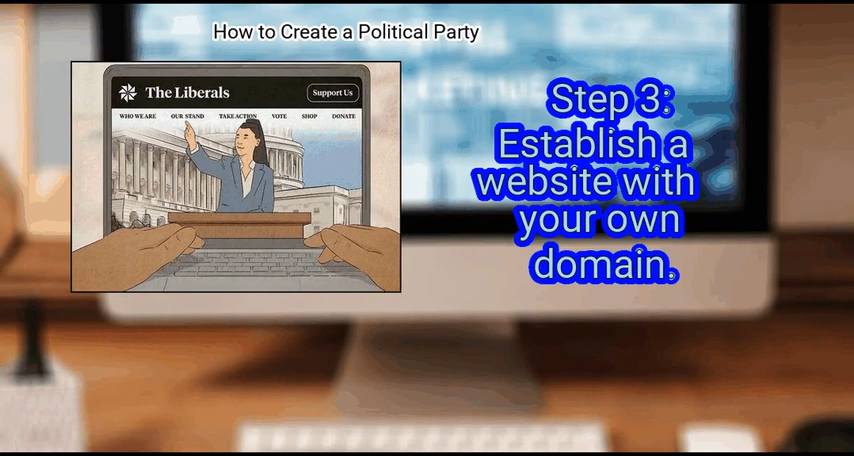 How to Create a Political Party
The Liberals
Support Us
WHO WE ARE OUR STAND TAKE ACTION VOTE SHOP DONATE
Step 3:
Establish a
website with
your own
domain.